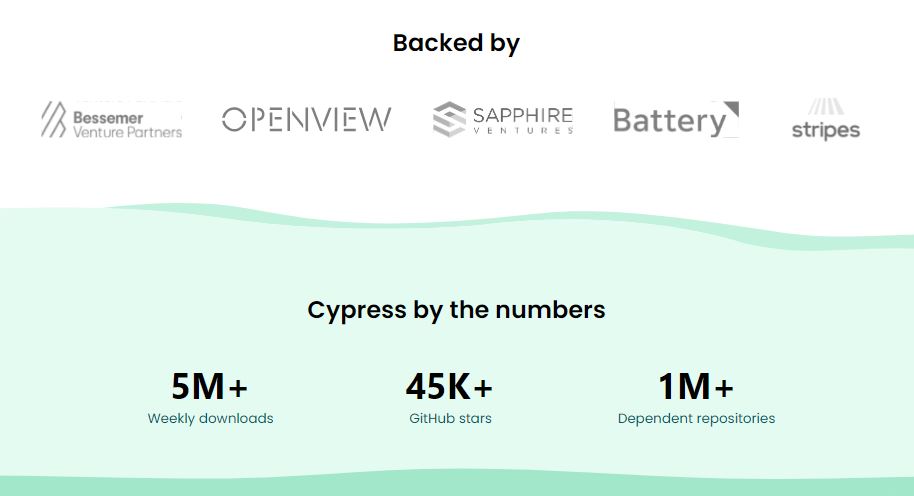 Backed by
Bessemer
Venture Partners
OPENVIEW
SAPPHIRE
VENTURES
Battery
stripes
Cypress by the numbers
5M+
45K+
1M+
Weekly downloads
GitHub stars
Dependent repositories